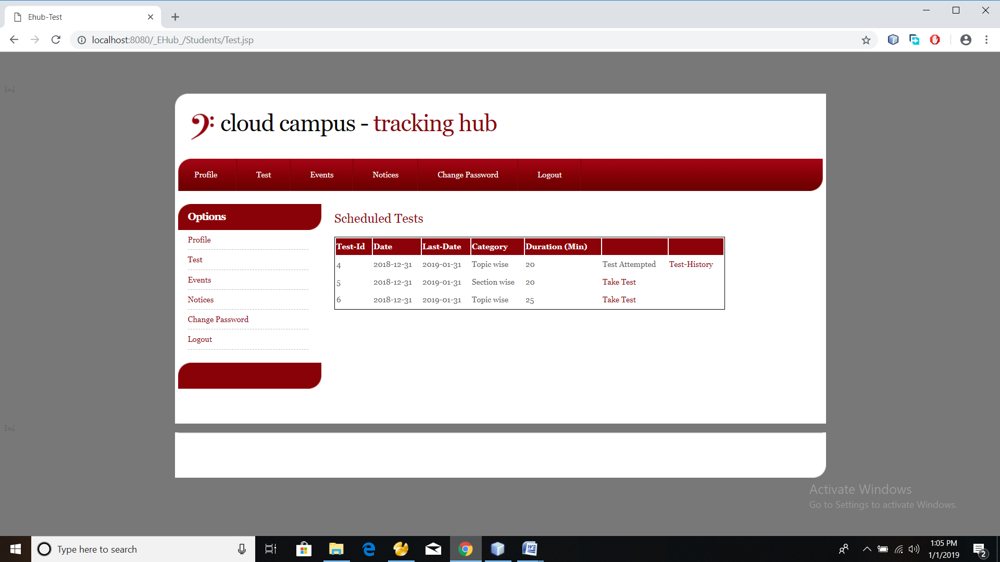 Ehub-Test
localhost:8080/_EHub_/Students/Test.jsp
ï»¿
cloud campus - tracking hub
Profile Test Events Notices Change Password Logout
Options
Profile
Test
Events
Notices
Change Password
Logout
Scheduled Tests
Test-Id Date Last-Date Category Duration (Min)
4 2018-12-31 2019-01-31 Topic wise 20 Test Attempted Test-History
5 2018-12-31 2019-01-31 Section wise 20 Take Test
6 2018-12-31 2019-01-31 Topic wise 25 Take Test
ï»¿
Activate Windows
Go to Settings to activate Windows.
Type here to search
1:05 PM
1/1/2019
2